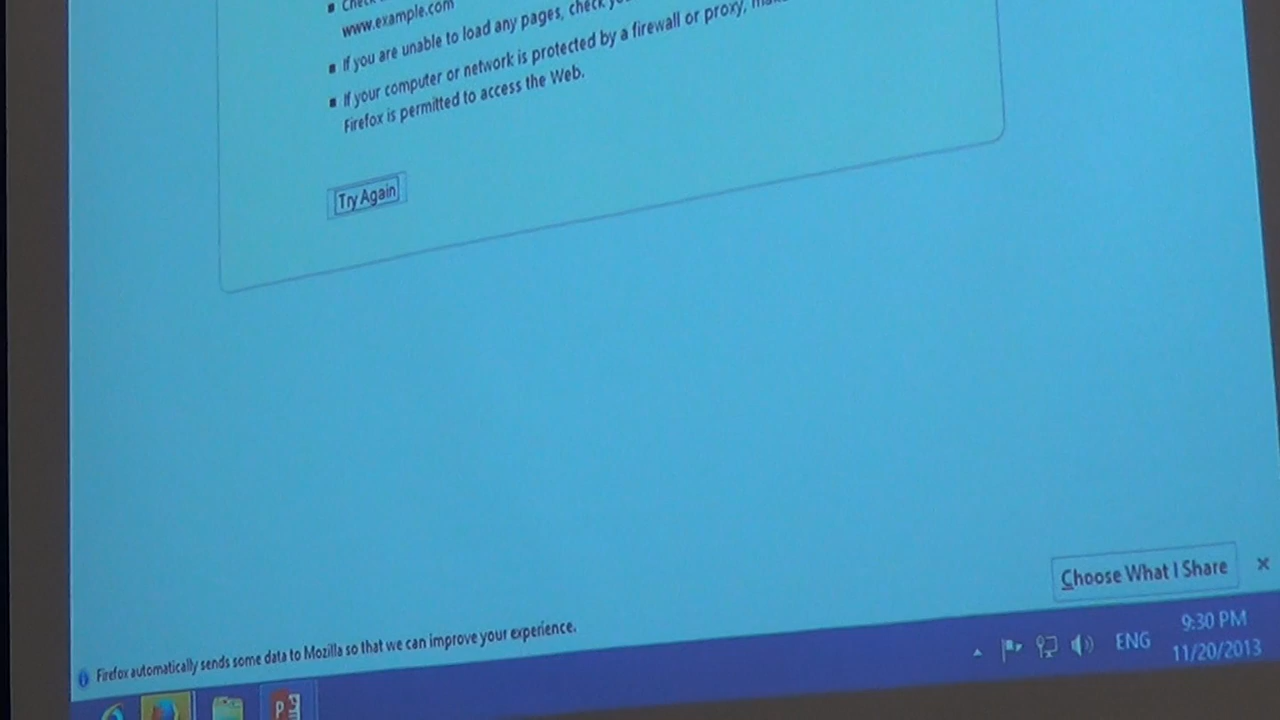 www.example.com
If you are unable to load any pages, check
If your computer or network is protected by a firewall or proxy,
Firefox is permitted to access the Web.
Try Again
Choose What I Share
Firefox automatically sends some data to Mozilla so that we can improve your experience.
ENG
9:30 PM
11/20/2013